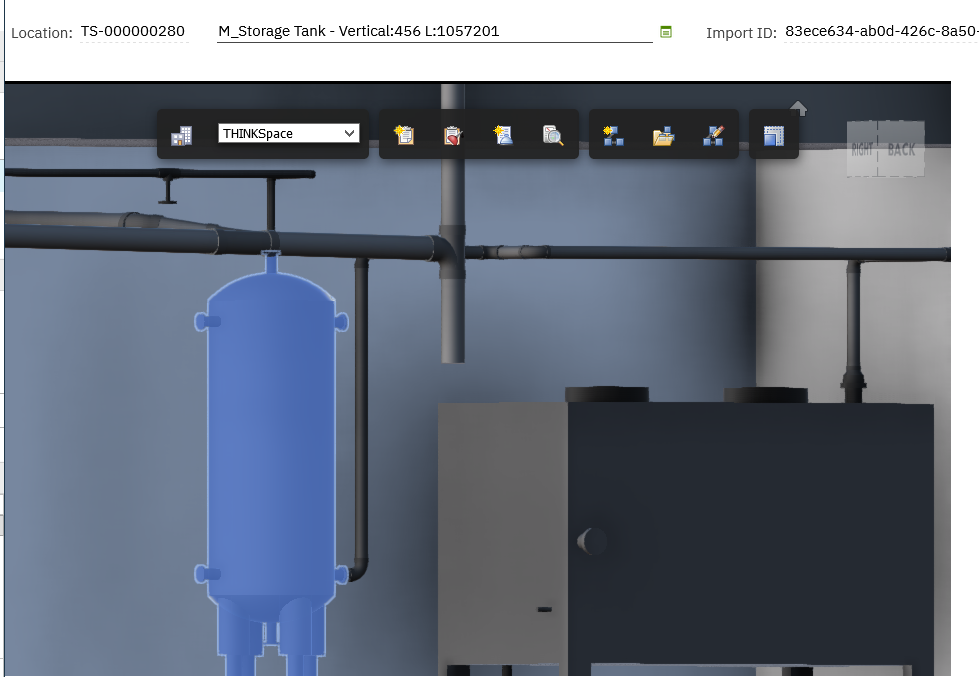 Location: TS-000000280 M_Storage Tank - Vertical:456 L:1057201 Import ID: 83ece634-ab0d-426c-8a50-
THINKSpace
RIGHT BACK